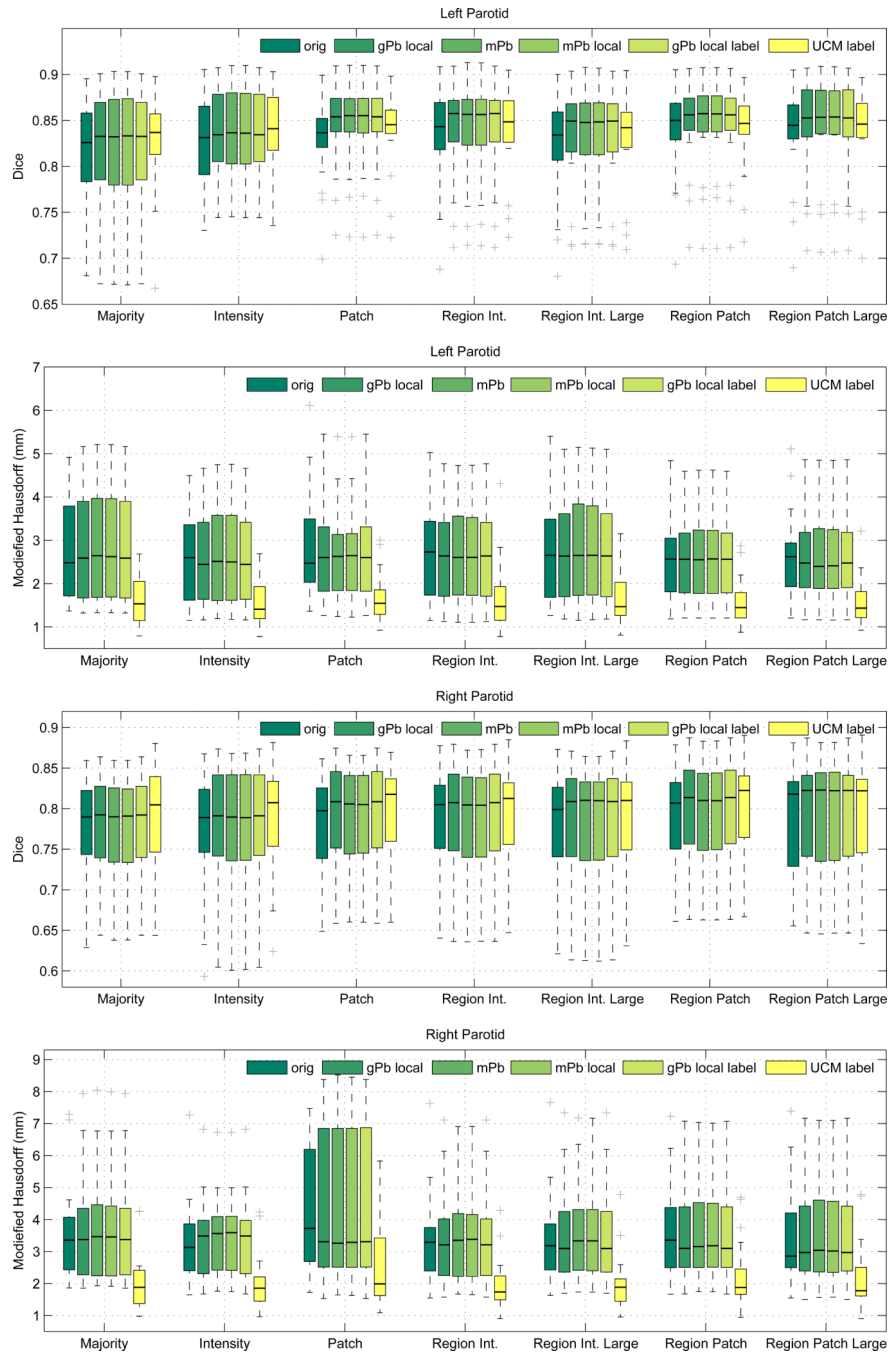 Left Parotid
orig gPb local mPb mPb local gPb local label UCM label
0.9
0.85
0.8
0.75
0.7
0.65
Dice
Majority Intensity Patch Region Int. Region Int. Large Region Patch Region Patch Large
Left Parotid
7
orig gPb local mPb mPb local gPb local label UCM label
6
5
4
3
2
1
Modiefied Hausdorff (mm)
Majority Intensity Patch Region Int. Region Int. Large Region Patch Region Patch Large
Right Parotid
0.9
orig gPb local mPb mPb local gPb local label UCM label
0.85
0.8
0.75
0.7
0.65
0.6
Dice
Majority Intensity Patch Region Int. Region Int. Large Region Patch Region Patch Large
Right Parotid
9
orig gPb local mPb mPb local gPb local label UCM label
8
7
6
5
4
3
2
1
Modiefied Hausdorff (mm)
Majority Intensity Patch Region Int. Region Int. Large Region Patch Region Patch Large